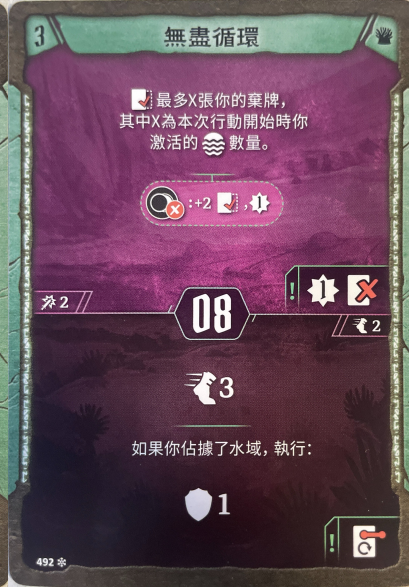 3 無盡循環
最多X張你的棄牌,
其中X為本次行動開始時你
激活的 數量。
:+2 , 1
! 1
2
08
2
3
如果你佔據了水域, 執行:
1
!
492